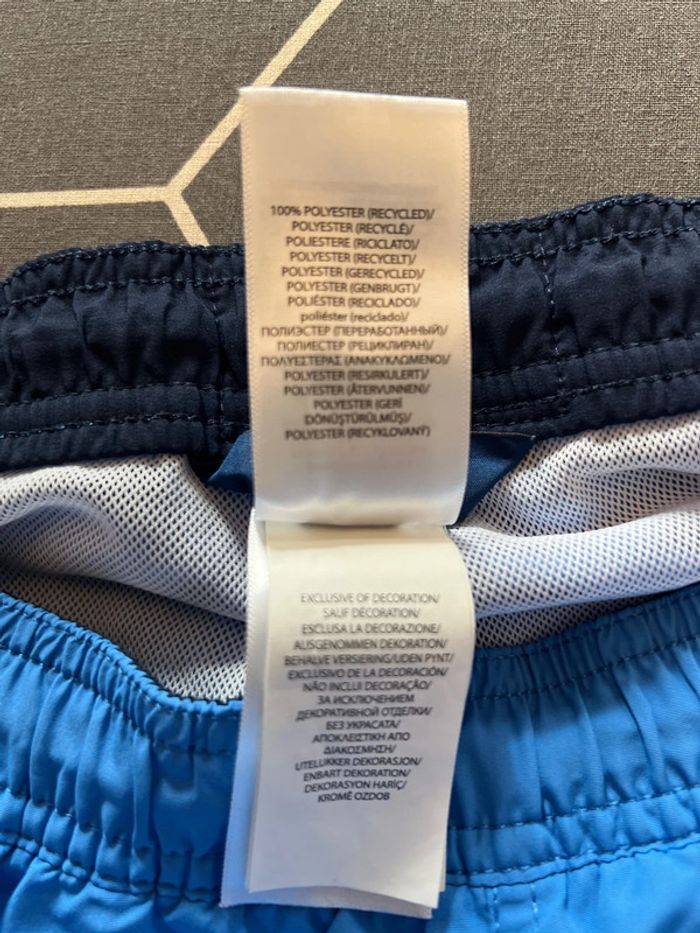 100% POLYESTER (RECYCLED)/
POLYESTER (RECYCLÉ)/
POLIESTERE (RICICLATO)/
POLYESTER (RECYCELT)/
POLYESTER (GERECYCLED)/
POLYESTER (GENBRUGT)/
POLIÉSTER (RECICLADO)/
poliéster (reciclado)/
ПОЛИЭСТЕР (ПЕРЕРАБОТАННЫЙ)/
ПОЛИЕСТЕР (РЕЦИКЛИРАН)/
ΠΟΛΥΕΣΤΕΡΑΣ (ΑΝΑΚΥΚΛΩΜΕΝΟ)/
POLYESTER (RESIRKULERT)/
POLYESTER (ÅTERVUNNEN)/
POLYESTER (GERİ
DÖNÜŞTÜRÜLMÜŞ)/
POLYESTER (RECYKLOVANÝ)
EXCLUSIVE OF DECORATION/
SAUF DÉCORATION/
ESCLUSA LA DECORAZIONE/
AUSGENOMMEN DEKORATION/
BEHALVE VERSIERING/UDEN PYNT/
EXCLUSIVO DE LA DECORACIÓN/
NÃO INCLUI DECORAÇÃO/
ЗА ИСКЛЮЧЕНИЕМ
ДЕКОРАТИВНОЙ ОТДЕЛКИ/
БЕЗ УКРАСАТА/
ΑΠΟΚΛΕΙΣΤΙΚΗ ΑΠΟ
ΔΙΑΚΟΣΜΗΣΗ/
UTELUKKER DEKORASJON/
ENBART DEKORATION/
DEKORASYON HARİÇ/
KROMĚ OZDOB